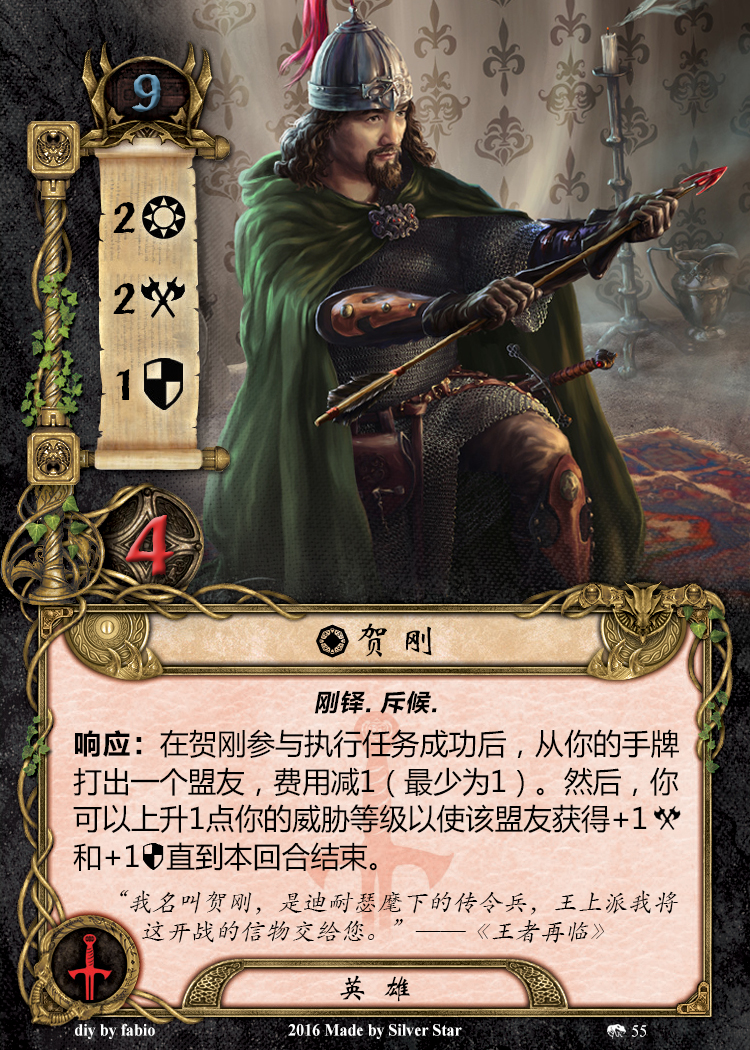 9
2
2
1
4
贺刚
刚铎. 斥候.
响应：在贺刚参与执行任务成功后，从你的手牌
打出一个盟友，费用减1（最少为1）。然后，你
可以上升1点你的威胁等级以使该盟友获得+1
和+1直到本回合结束。
“我名叫贺刚，是迪耐瑟麾下的传令兵，王上派我将
这开战的信物交给您。”——《王者再临》
英雄
diy by fabio
2016 Made by Silver Star
55